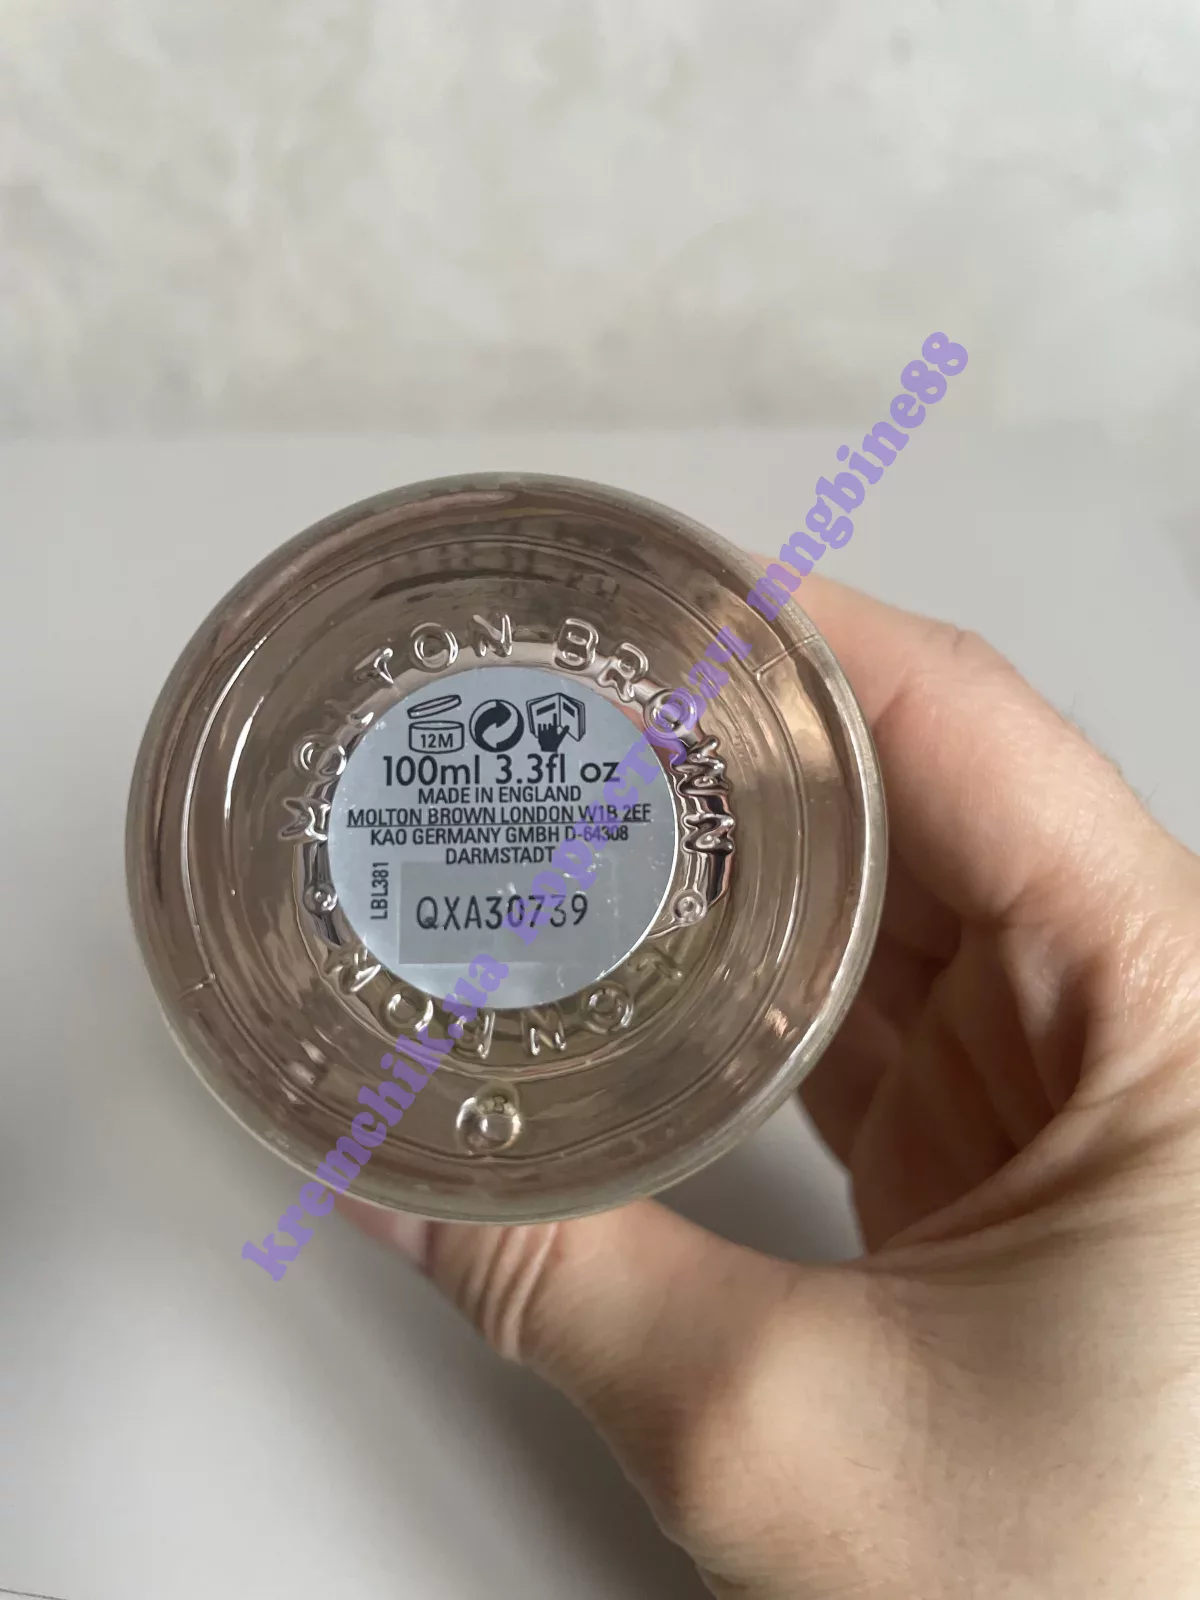 MOLTON BROWN
LONDON
12M
100ml 3.3fl oz
MADE IN ENGLAND
MOLTON BROWN LONDON W1B 2EF
KAO GERMANY GMBH D-64308
DARMSTADT
LBL381
QXA30739
kremchik.ua користувач mngbine88